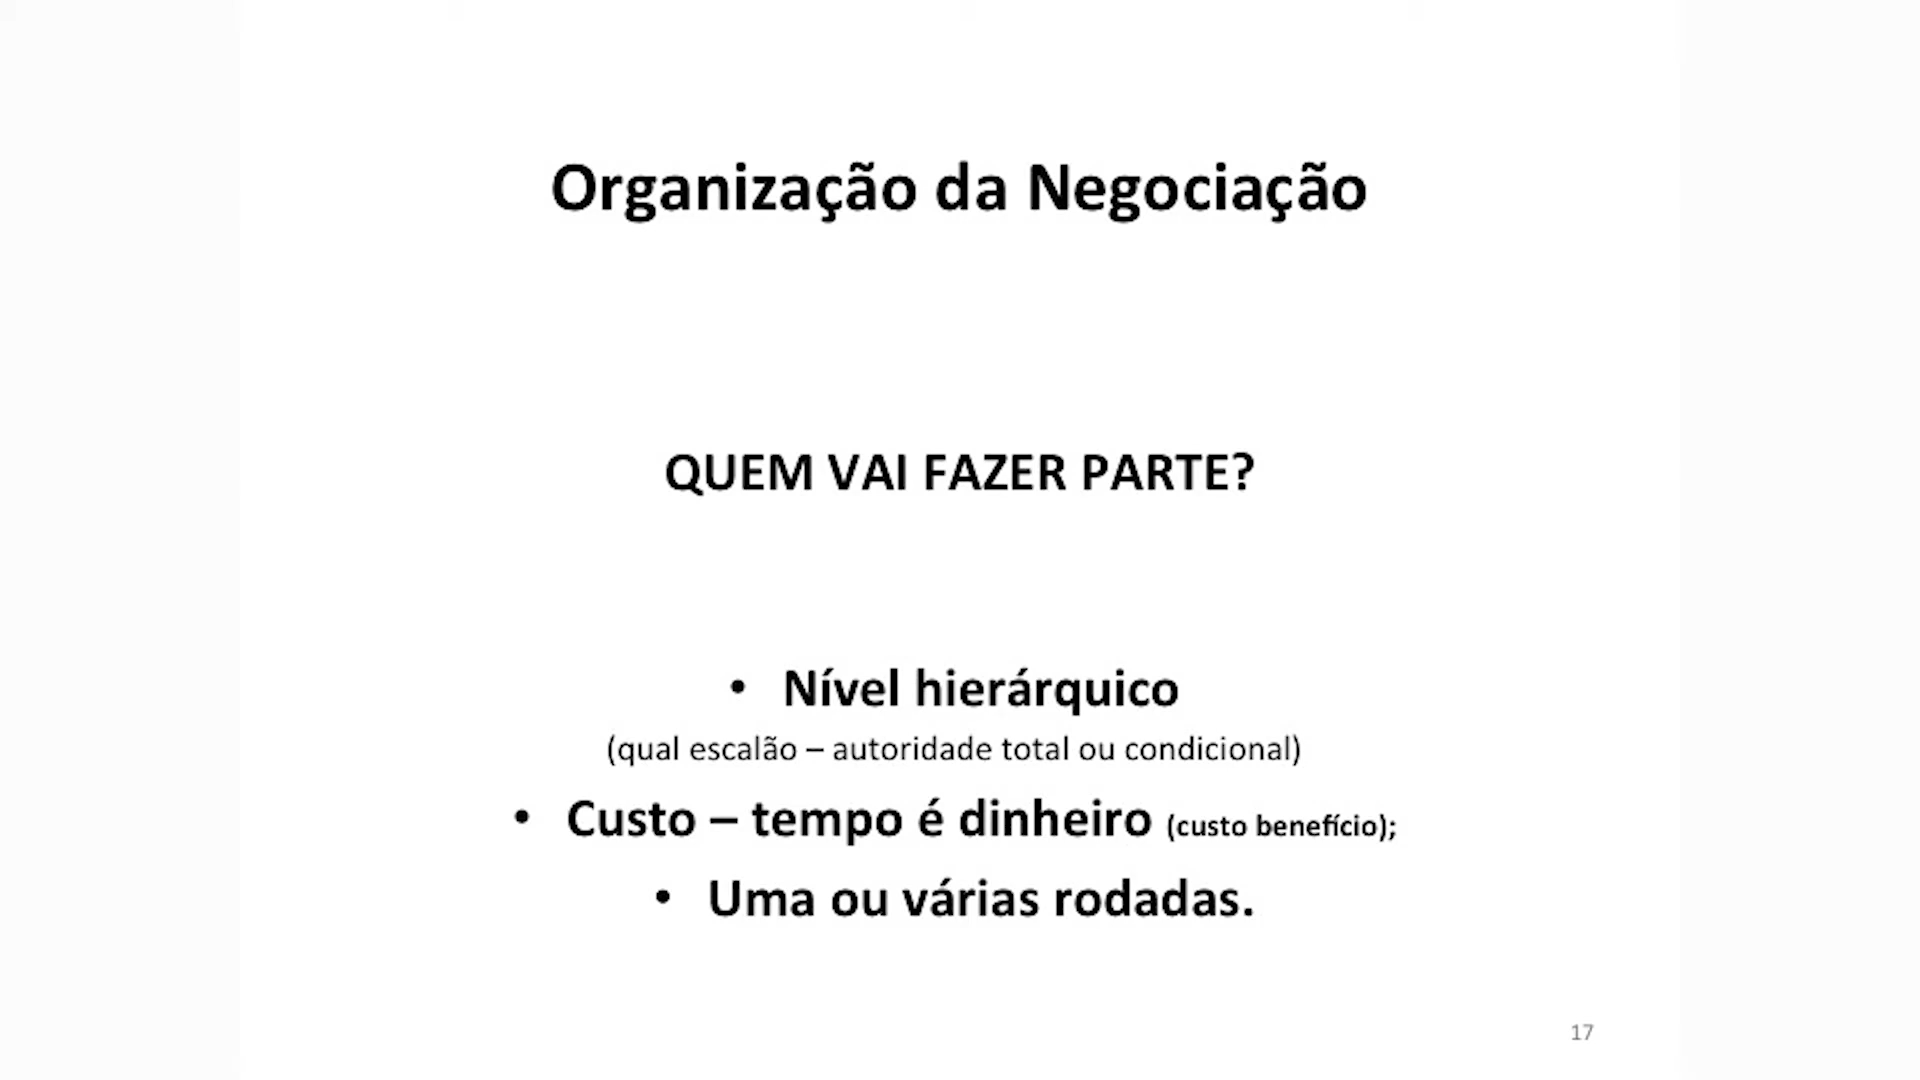 Organização da Negociação
QUEM VAI FAZER PARTE?
• Nível hierárquico
(qual escalão – autoridade total ou condicional)
• Custo – tempo é dinheiro (custo benefício);
• Uma ou várias rodadas.
17